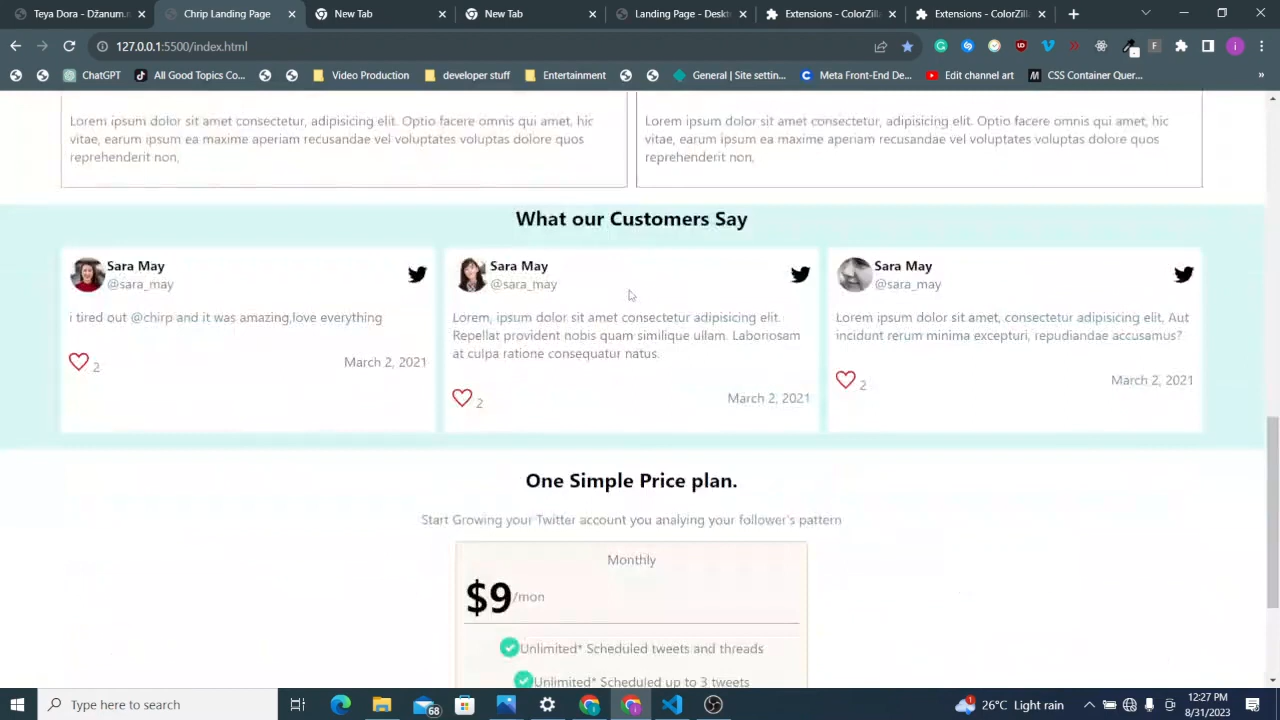 Teya Dora - Džanum.m
Chrip Landing Page
New Tab
New Tab
Landing Page - Deskt
Extensions - ColorZill
Extensions - ColorZill
127.0.0.1:5500/index.html
ChatGPT
All Good Topics Co...
Video Production
developer stuff
Entertainment
General | Site settin...
Meta Front-End De...
Edit channel art
CSS Container Quer...
Lorem ipsum dolor sit amet consectetur, adipisicing elit. Optio facere omnis qui amet, hic
vitae, earum ipsum ea maxime aperiam recusandae vel voluptates voluptas dolore quos
reprehenderit non.
Lorem ipsum dolor sit amet consectetur, adipisicing elit. Optio facere omnis qui amet, hic
vitae, earum ipsum ea maxime aperiam recusandae vel voluptates voluptas dolore quos
reprehenderit non.
What our Customers Say
Sara May
@sara_may
i tired out @chirp and it was amazing,love everything
2
March 2, 2021
Sara May
@sara_may
Lorem, ipsum dolor sit amet consectetur adipisicing elit.
Repellat provident nobis quam similique ullam. Laboriosam
at culpa ratione consequatur natus.
2
March 2, 2021
Sara May
@sara_may
Lorem ipsum dolor sit amet, consectetur adipisicing elit. Aut
incidunt rerum minima excepturi, repudiandae accusamus?
2
March 2, 2021
One Simple Price plan.
Start Growing your Twitter account you analying your follower's pattern
Monthly
$9/mon
Unlimited* Scheduled tweets and threads
Unlimited* Scheduled up to 3 tweets
Type here to search
68
1
26°C Light rain
12:27 PM
8/31/2023